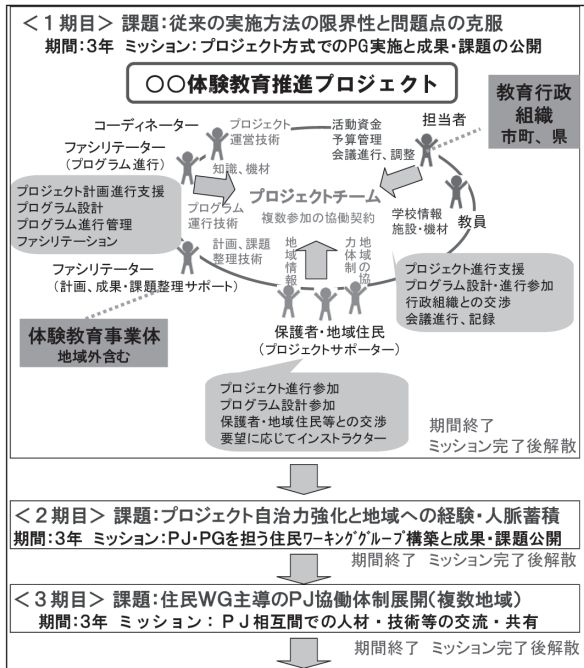 <1期目> 課題:従来の実施方法の限界性と問題点の克服
期間:3年 ミッション:プロジェクト方式でのPG実施と成果・課題の公開
〇〇体験教育推進プロジェクト
教育行政
組織
市町、県
コーディネーター
ファシリテーター
(プログラム進行)
プロジェクト
運営技術
活動資金
予算管理
会議進行、調整
担当者
知識、機材
プロジェクト計画進行支援
プログラム設計
プログラム進行管理
ファシリテーション
プログラム
運行技術
プロジェクトチーム
複数参加の協働契約
学校情報
施設・機材
教員
計画、課題
整理技術
地域情報
地域の協
力体制
ファシリテーター
(計画、成果・課題整理サポート)
プロジェクト進行支援
プログラム設計・進行参加
行政組織との交渉
会議進行、記録
体験教育事業体
地域外含む
保護者・地域住民
(プロジェクトサポーター)
プロジェクト進行参加
プログラム設計参加
保護者・地域住民等との交渉
要望に応じてインストラクター
期間終了
ミッション完了後解散
<2期目> 課題:プロジェクト自治力強化と地域への経験・人脈蓄積
期間:3年 ミッション:PJ・PGを担う住民ワーキンググループ構築と成果・課題公開
期間終了 ミッション完了後解散
<3期目> 課題:住民WG主導のPJ協働体制展開(複数地域)
期間:3年 ミッション: PJ相互間での人材・技術等の交流・共有
期間終了 ミッション完了後解散